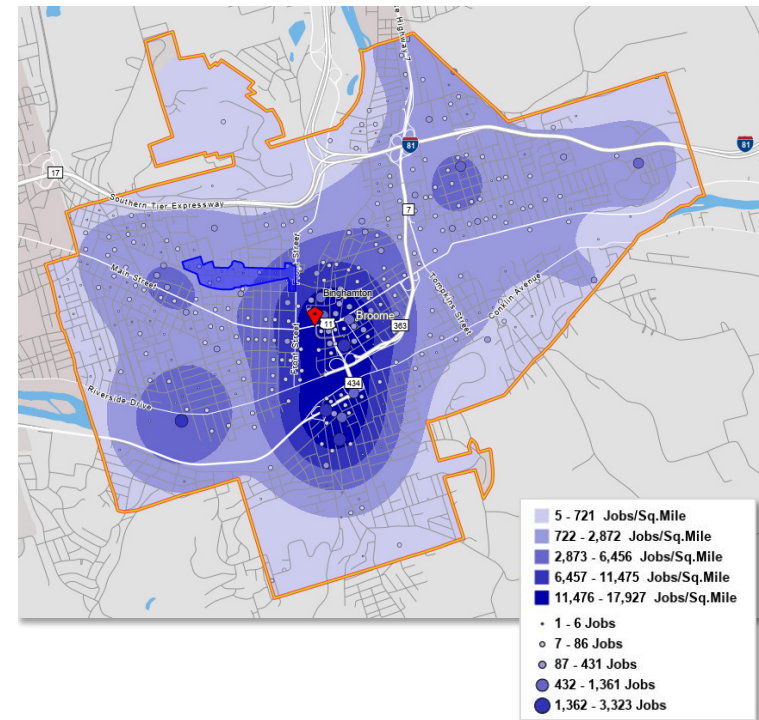 le Highway 7
81
81
17
Southern Tier Expressway
7
Main Street
Street
Binghamton
Broome
11
Front Street
363
Tompkins Street
Conklin Avenue
434
Riverside Drive
5 - 721 Jobs/Sq.Mile
722 - 2,872 Jobs/Sq.Mile
2,873 - 6,456 Jobs/Sq.Mile
6,457 - 11,475 Jobs/Sq.Mile
11,476 - 17,927 Jobs/Sq.Mile
1 - 6 Jobs
7 - 86 Jobs
87 - 431 Jobs
432 - 1,361 Jobs
1,362 - 3,323 Jobs